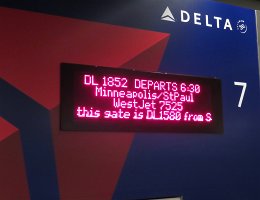 DELTA
7
DL 1852 DEPARTS 6:30
Minneapolis/StPaul
WestJet 7525
this gate is DL1580 from S